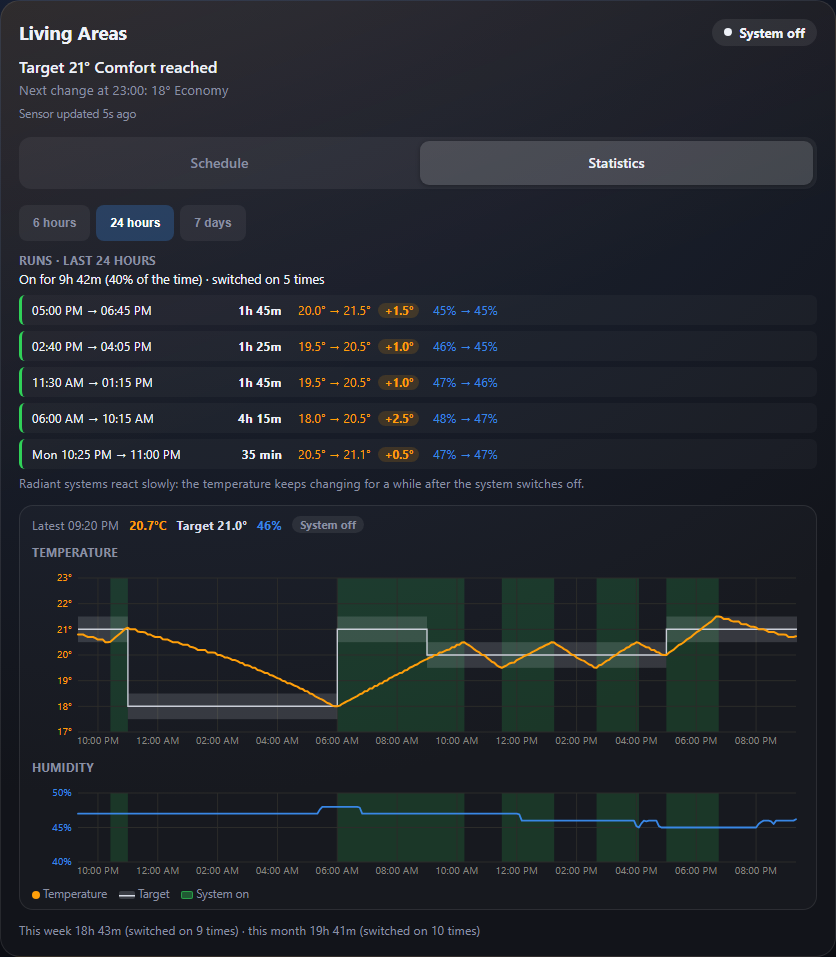 Living Areas
System off
Target 21° Comfort reached
Next change at 23:00: 18° Economy
Sensor updated 5s ago
Schedule
Statistics
6 hours
24 hours
7 days
RUNS · LAST 24 HOURS
On for 9h 42m (40% of the time) · switched on 5 times
05:00 PM → 06:45 PM 1h 45m 20.0° → 21.5° +1.5° 45% → 45%
02:40 PM → 04:05 PM 1h 25m 19.5° → 20.5° +1.0° 46% → 45%
11:30 AM → 01:15 PM 1h 45m 19.5° → 20.5° +1.0° 47% → 46%
06:00 AM → 10:15 AM 4h 15m 18.0° → 20.5° +2.5° 48% → 47%
Mon 10:25 PM → 11:00 PM 35 min 20.5° → 21.1° +0.5° 47% → 47%
Radiant systems react slowly: the temperature keeps changing for a while after the system switches off.
Latest 09:20 PM 20.7°C Target 21.0° 46% System off
TEMPERATURE
23°
22°
21°
20°
19°
18°
17°
10:00 PM 12:00 AM 02:00 AM 04:00 AM 06:00 AM 08:00 AM 10:00 AM 12:00 PM 02:00 PM 04:00 PM 06:00 PM 08:00 PM
HUMIDITY
50%
45%
40%
10:00 PM 12:00 AM 02:00 AM 04:00 AM 06:00 AM 08:00 AM 10:00 AM 12:00 PM 02:00 PM 04:00 PM 06:00 PM 08:00 PM
Temperature Target System on
This week 18h 43m (switched on 9 times) · this month 19h 41m (switched on 10 times)